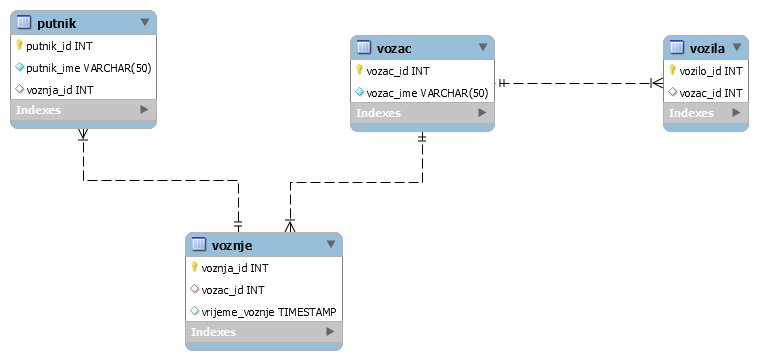 putnik
putnik_id INT
putnik_ime VARCHAR(50)
voznja_id INT
Indexes
vozac
vozac_id INT
vozac_ime VARCHAR(50)
Indexes
vozila
vozilo_id INT
vozac_id INT
Indexes
voznje
voznja_id INT
vozac_id INT
vrijeme_voznje TIMESTAMP
Indexes